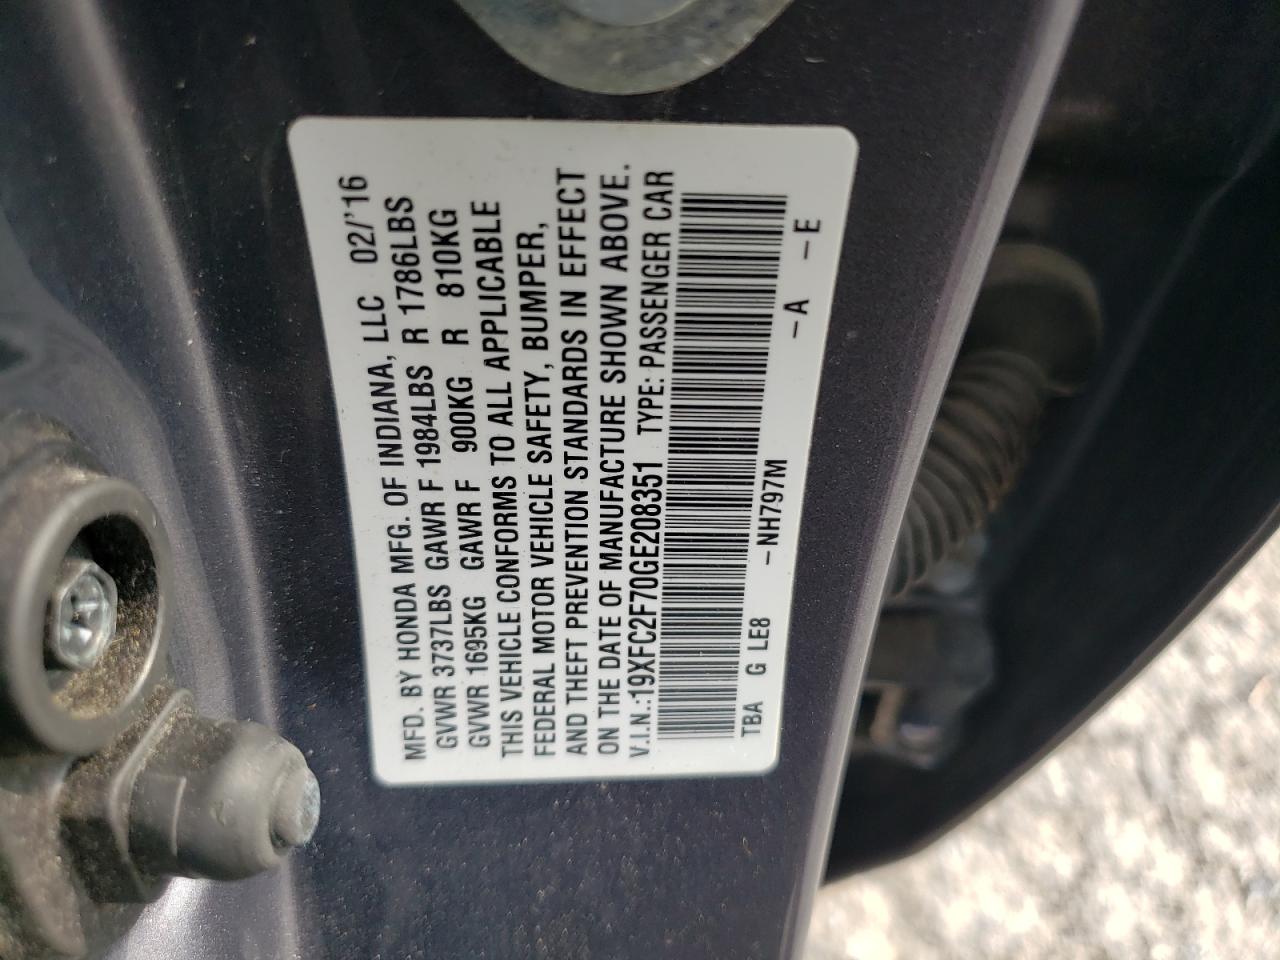 MFD. BY HONDA MFG. OF INDIANA, LLC 02/'16
GVWR 3737LBS GAWR F 1984LBS R 1786LBS
GVWR 1695KG GAWR F 900KG R 810KG
THIS VEHICLE CONFORMS TO ALL APPLICABLE
FEDERAL MOTOR VEHICLE SAFETY, BUMPER,
AND THEFT PREVENTION STANDARDS IN EFFECT
ON THE DATE OF MANUFACTURE SHOWN ABOVE.
V.I.N.:19XFC2F70GE208351 TYPE: PASSENGER CAR
TBA G LE8 –NH797M –A –E